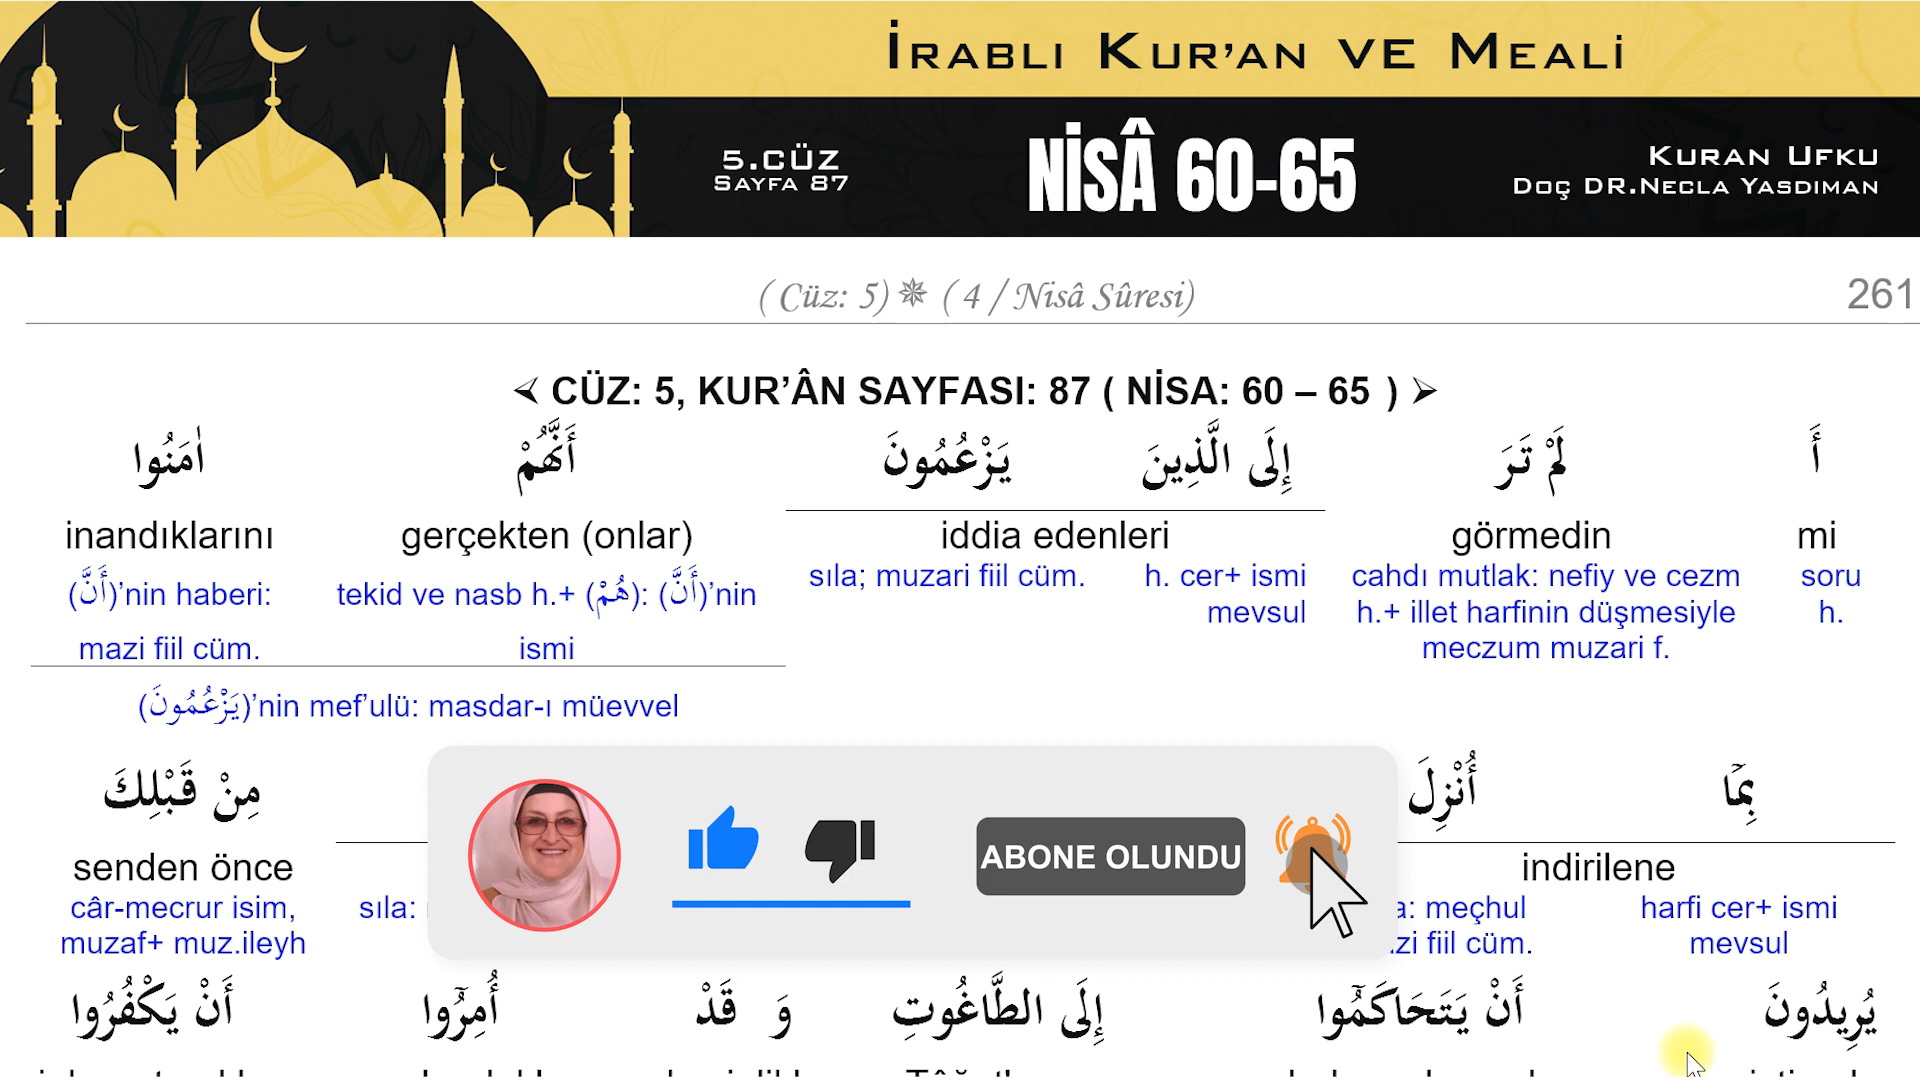 İRABLI KUR'AN VE MEALİ
5.CÜZ
SAYFA 87
NİSÂ 60-65
KURAN UFKU
DOÇ DR.NECLA YASDIMAN
( Cüz: 5) ✵ ( 4 / Nisâ Sûresi)
261
CÜZ: 5, KUR’ÂN SAYFASI: 87 ( NİSA: 60 – 65 )
أَ لَمْ تَرَ إِلَى الَّذِينَ يَزْعُمُونَ أَنَّهُمْ اٰمَنُوا
inandıklarını gerçekten (onlar) iddia edenleri görmedin mi
(أَنَّ)’nin haberi: tekid ve nasb h.+ (هُمْ): (أَنَّ)’nin sıla; muzari fiil cüm. h. cer+ ismi cahdı mutlak: nefiy ve cezm soru
mevsul h.+ illet harfinin düşmesiyle h.
mazi fiil cüm. ismi meczum muzari f.
(يَزْعُمُونَ)’nin mef’ulü: masdar-ı müevvel
بِمَٓا أُنْزِلَ مِنْ قَبْلِكَ
ABONE OLUNDU
senden önce indirilene
câr-mecrur isim, sıla: meçhul harfi cer+ ismi
muzaf+ muz.ileyh fiil cüm. mevsul
يُرِيدُونَ أَنْ يَتَحَاكَمُٓوا إِلَى الطَّاغُوتِ وَ قَدْ أُمِرُٓوا أَنْ يَكْفُرُوا